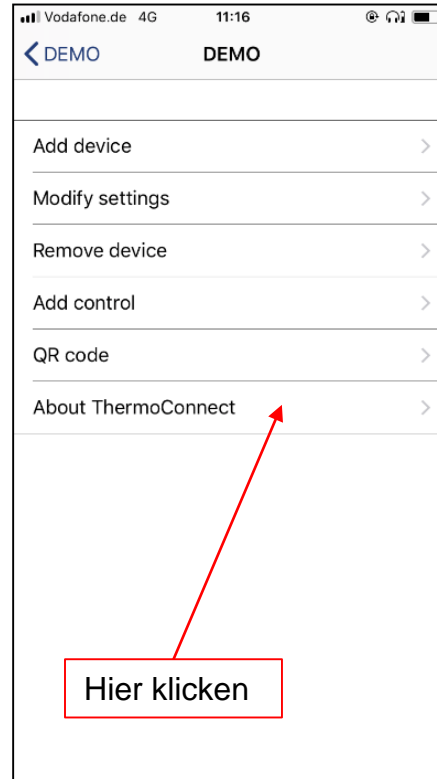 Vodafone.de 4G 11:16
DEMO DEMO
Add device
Modify settings
Remove device
Add control
QR code
About ThermoConnect
Hier klicken